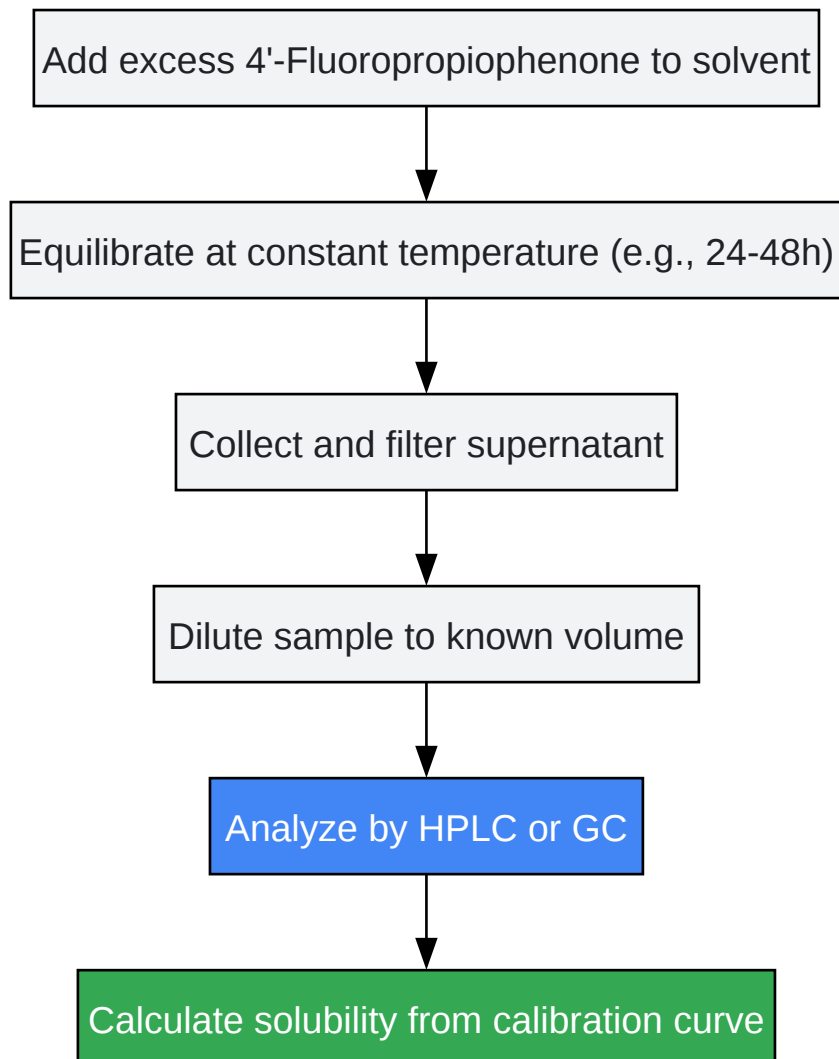 Add excess 4'-Fluoropropiophenone to solvent
Equilibrate at constant temperature (e.g., 24-48h)
Collect and filter supernatant
Dilute sample to known volume
Analyze by HPLC or GC
Calculate solubility from calibration curve